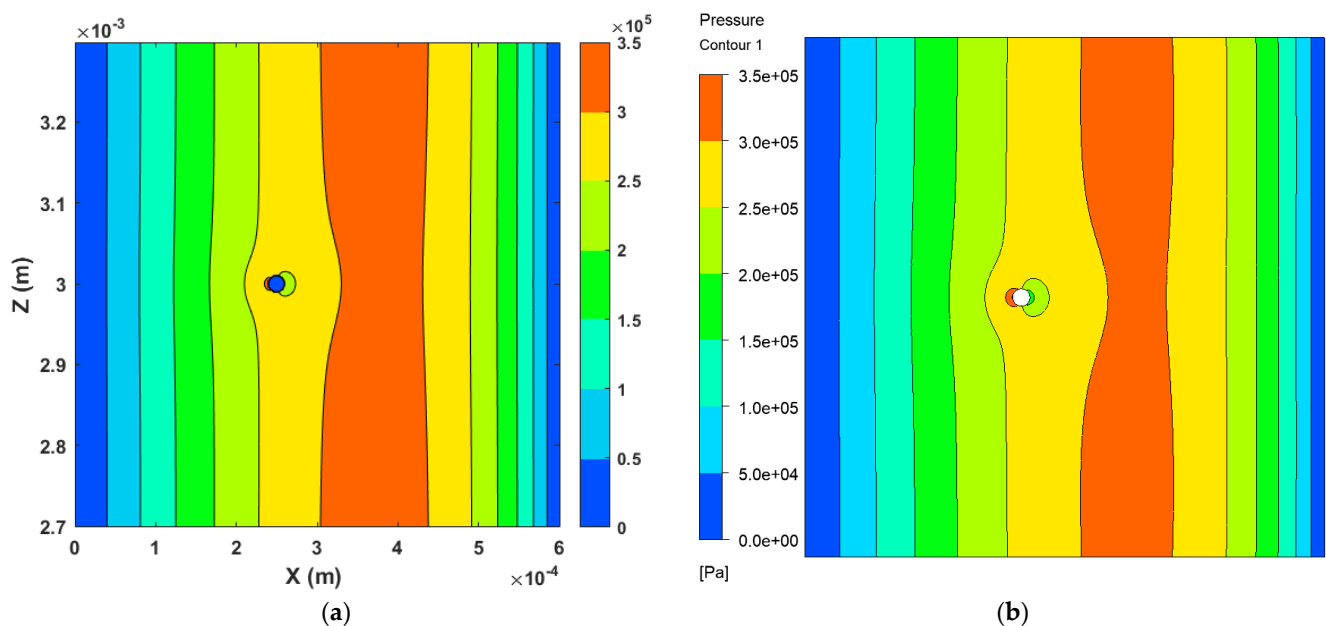 ×10⁻³
3.2
3.1
3
2.9
2.8
2.7
Z (m)
0 1 2 3 4 5 6
X (m)
×10⁻⁴
×10⁵
3.5
3
2.5
2
1.5
1
0.5
0
(a)
Pressure
Contour 1
3.5e+05
3.0e+05
2.5e+05
2.0e+05
1.5e+05
1.0e+05
5.0e+04
0.0e+00
[Pa]
(b)